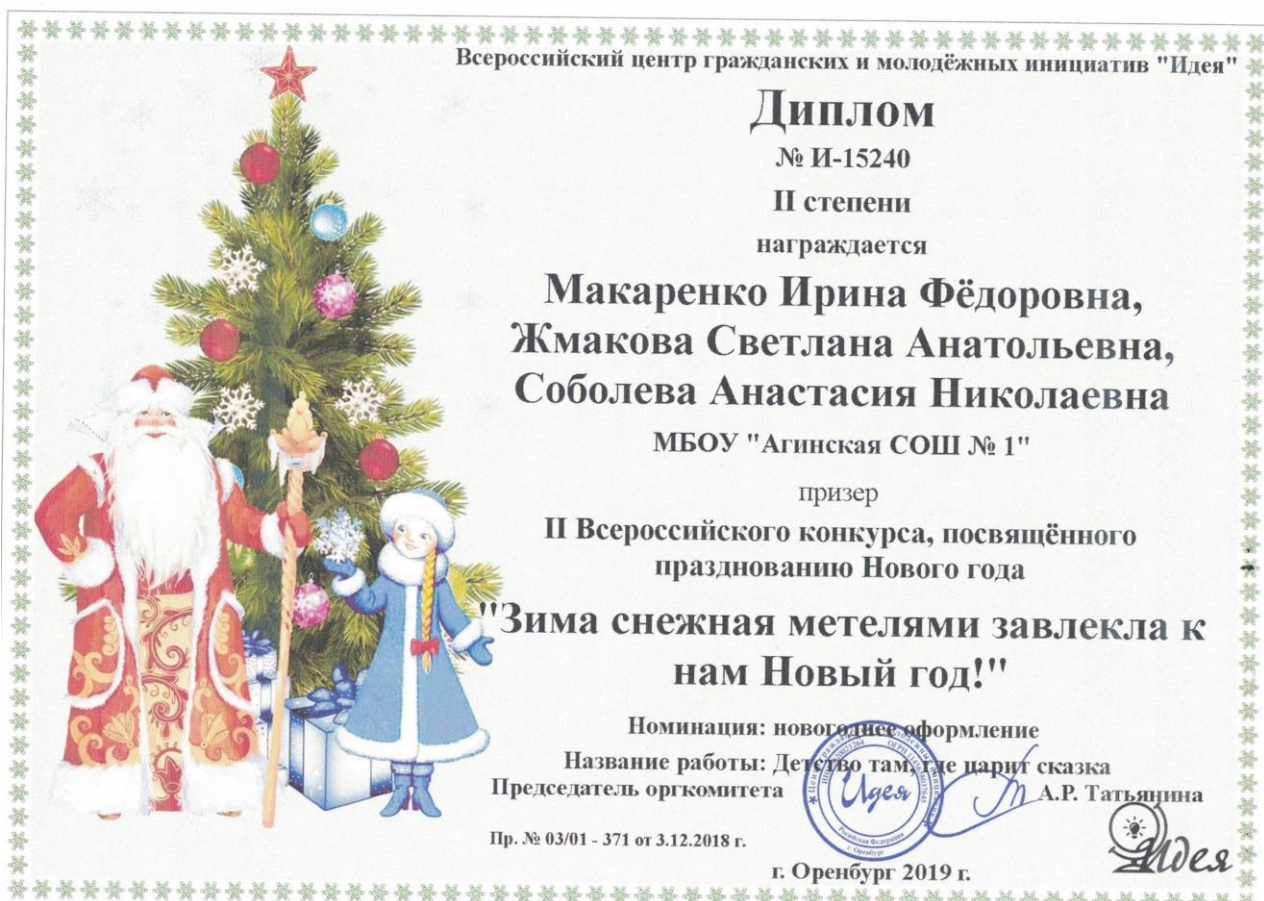 Всероссийский центр гражданских и молодёжных инициатив "Идея"
Диплом
№ И-15240
II степени
награждается
Макаренко Ирина Фёдоровна,
Жмакова Светлана Анатольевна,
Соболева Анастасия Николаевна
МБОУ "Агинская СОШ № 1"
призер
II Всероссийского конкурса, посвящённого
празднованию Нового года
"Зима снежная метелями завлекла к
нам Новый год!"
Номинация: новогоднее оформление
Название работы: Детство там, где царит сказка
Председатель оргкомитета
А.Р. Татьянина
Идея
Российская Федерация
г. Оренбург
Пр. № 03/01 - 371 от 3.12.2018 г.
Идея
г. Оренбург 2019 г.